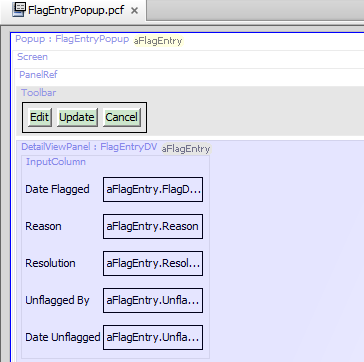 FlagEntryPopup.pcf
Popup : FlagEntryPopup aFlagEntry
Screen
PanelRef
Toolbar
Edit Update Cancel
DetailViewPanel : FlagEntryDV aFlagEntry
InputColumn
Date Flagged aFlagEntry.FlagD...
Reason aFlagEntry.Reason
Resolution aFlagEntry.Resol...
Unflagged By aFlagEntry.Unfla...
Date Unflagged aFlagEntry.Unfla...